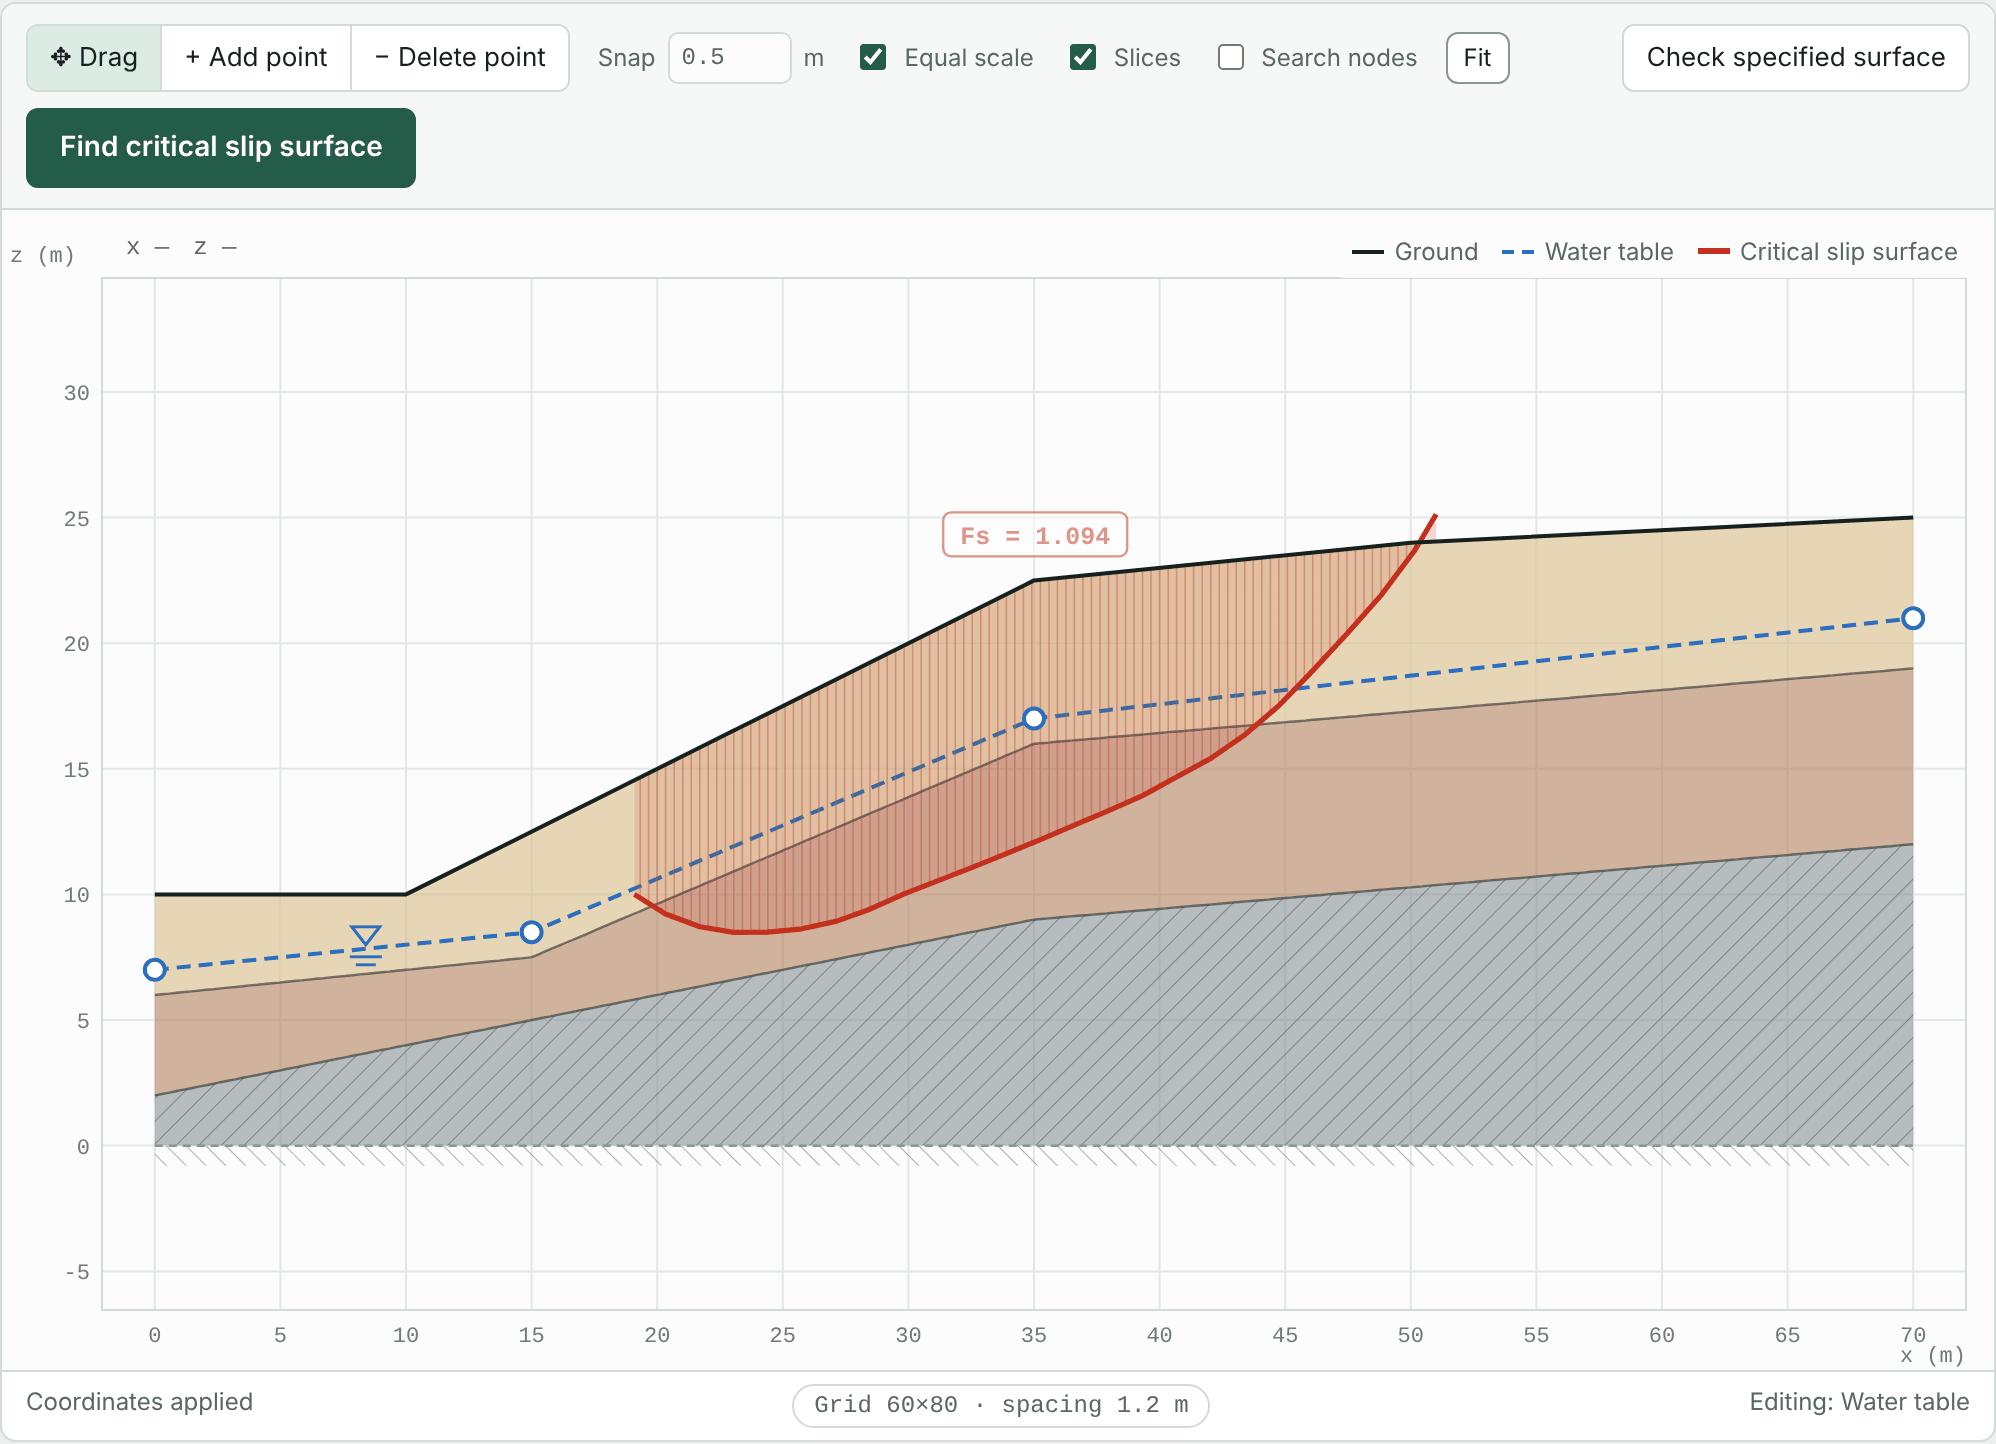 ✥ Drag + Add point − Delete point Snap 0.5 m Equal scale Slices Search nodes Fit Check specified surface
Find critical slip surface
z (m) x — z — Ground Water table Critical slip surface
30
25
Fs = 1.094
20
15
10
5
0
-5
0 5 10 15 20 25 30 35 40 45 50 55 60 65 70
x (m)
Coordinates applied Grid 60×80 · spacing 1.2 m Editing: Water table